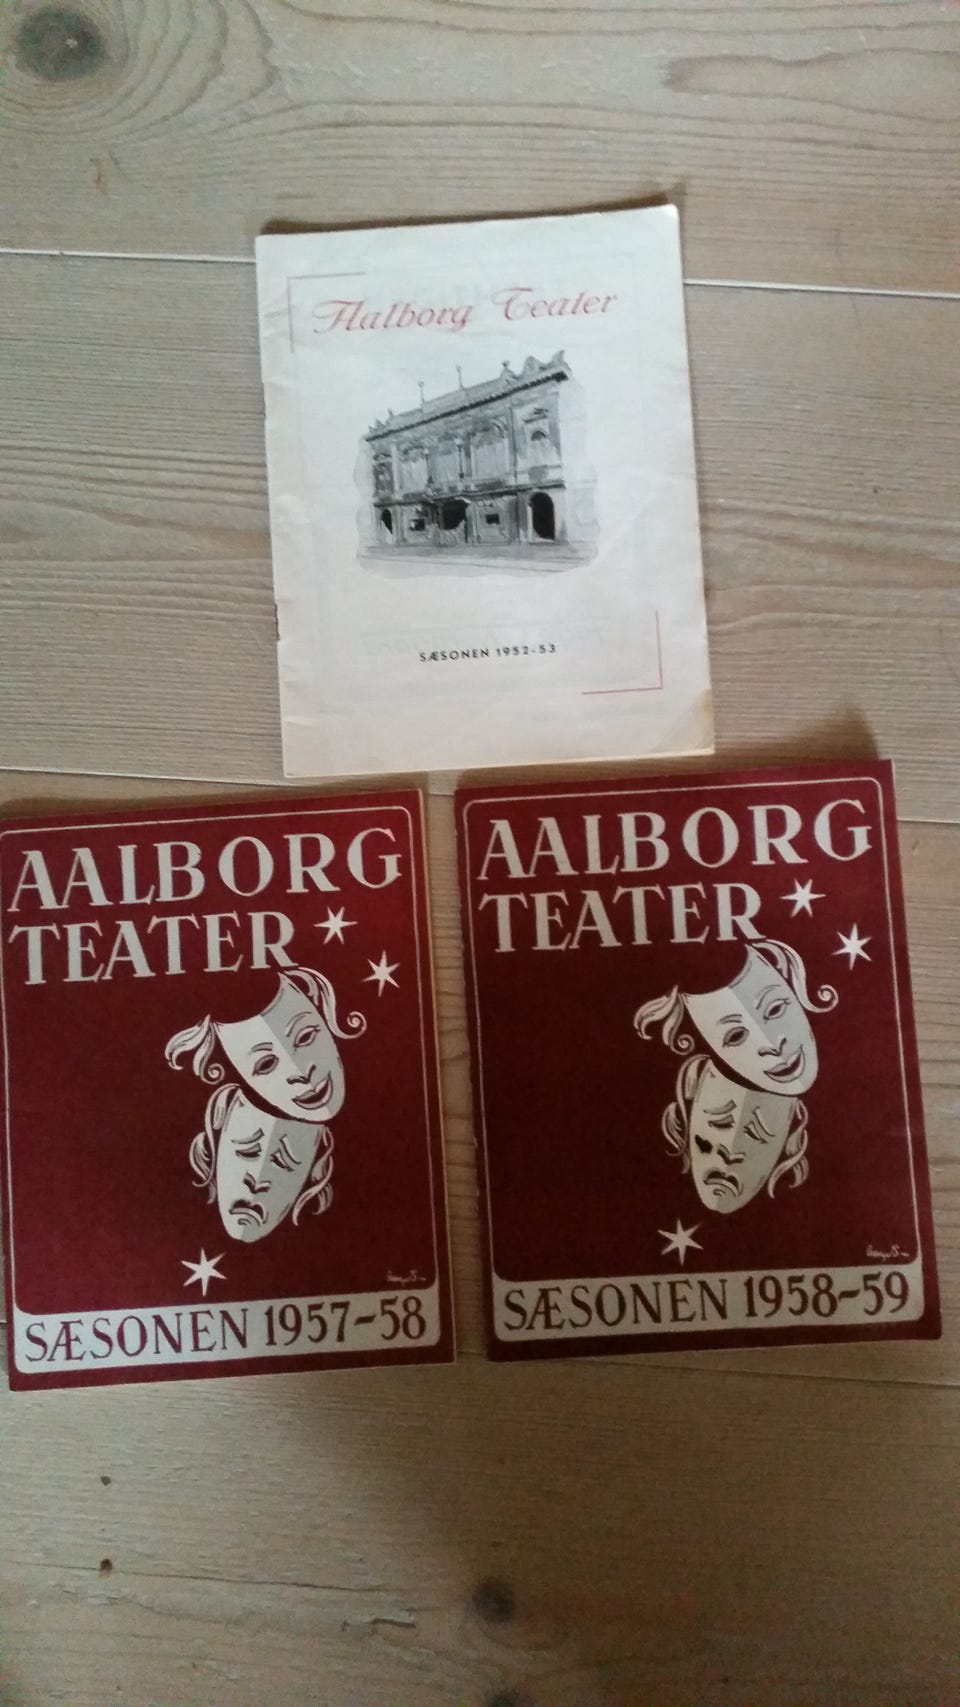 Aalborg Teater
SÆSONEN 1952-53
AALBORG
TEATER
SÆSONEN 1957-58
AALBORG
TEATER
SÆSONEN 1958-59